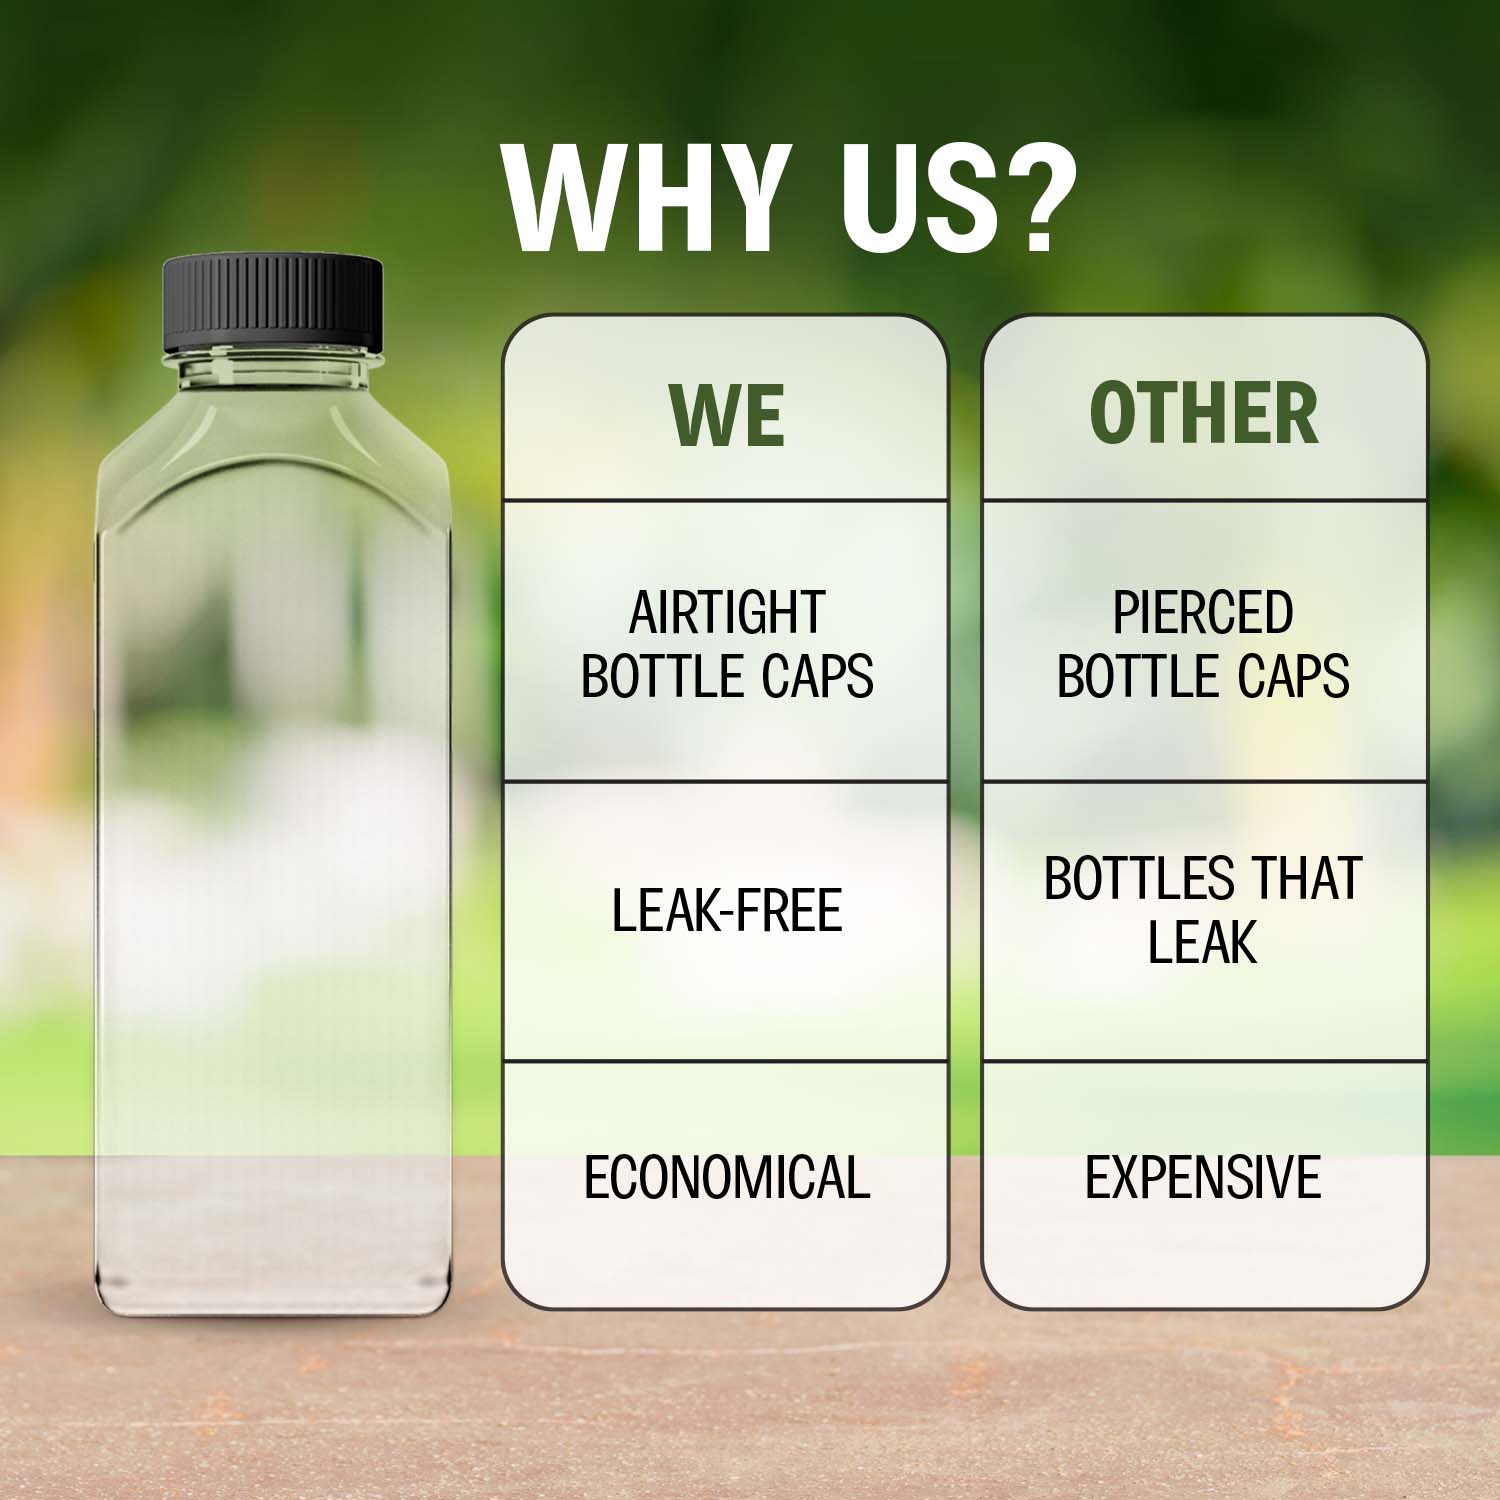 WHY US?
WE
OTHER
AIRTIGHT
BOTTLE CAPS
PIERCED
BOTTLE CAPS
LEAK-FREE
BOTTLES THAT
LEAK
ECONOMICAL
EXPENSIVE